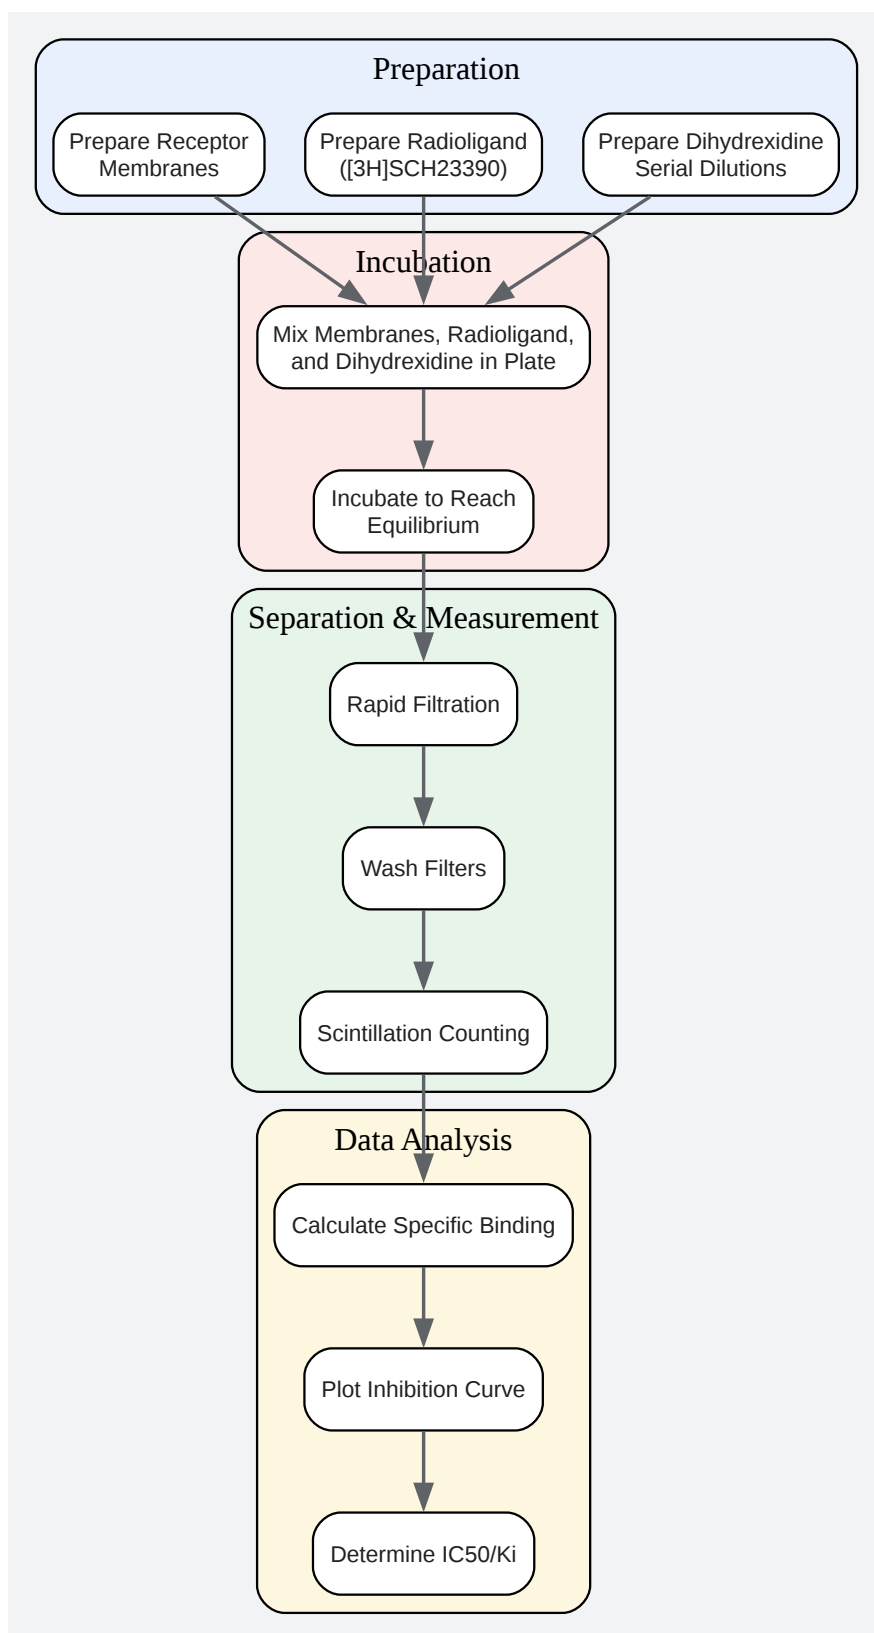 Preparation
Prepare Receptor
Membranes
Prepare Radioligand
([3H]SCH23390)
Prepare Dihydrexidine
Serial Dilutions
Incubation
Mix Membranes, Radioligand,
and Dihydrexidine in Plate
Incubate to Reach
Equilibrium
Separation & Measurement
Rapid Filtration
Wash Filters
Scintillation Counting
Data Analysis
Calculate Specific Binding
Plot Inhibition Curve
Determine IC50/Ki